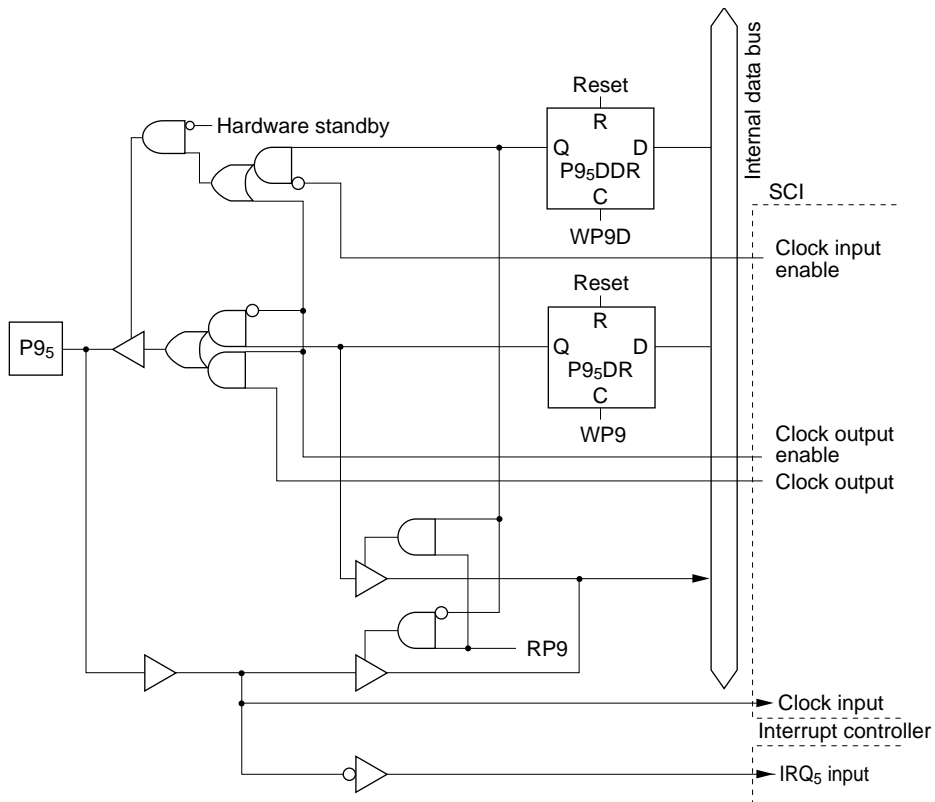 Reset
R
Q
D
P9₅DDR
C
WP9D
Hardware standby
Internal data bus
SCI
Clock input
enable
Reset
R
Q
D
P9₅DR
C
WP9
P9₅
Clock output
enable
Clock output
RP9
Clock input
Interrupt controller
IRQ₅ input